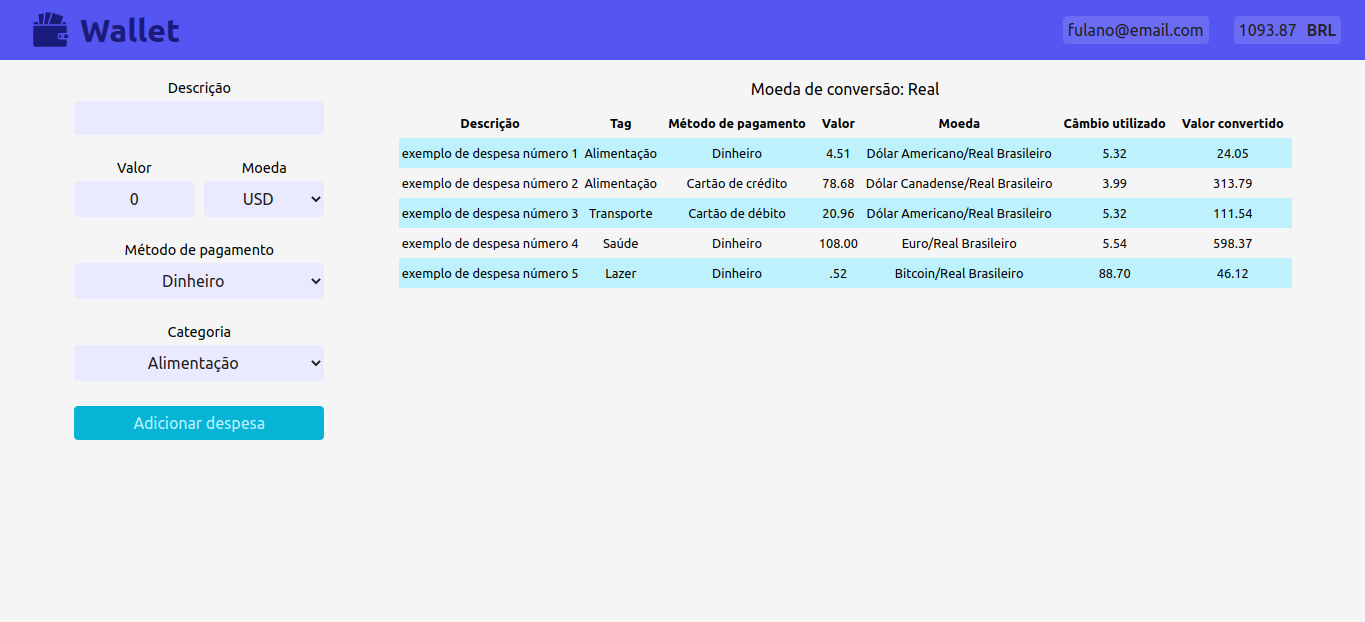 Wallet
fulano@email.com 1093.87 BRL
Descrição
Valor Moeda
0 USD
Método de pagamento
Dinheiro
Categoria
Alimentação
Adicionar despesa
Moeda de conversão: Real
Descrição Tag Método de pagamento Valor Moeda Câmbio utilizado Valor convertido
exemplo de despesa número 1 Alimentação Dinheiro 4.51 Dólar Americano/Real Brasileiro 5.32 24.05
exemplo de despesa número 2 Alimentação Cartão de crédito 78.68 Dólar Canadense/Real Brasileiro 3.99 313.79
exemplo de despesa número 3 Transporte Cartão de débito 20.96 Dólar Americano/Real Brasileiro 5.32 111.54
exemplo de despesa número 4 Saúde Dinheiro 108.00 Euro/Real Brasileiro 5.54 598.37
exemplo de despesa número 5 Lazer Dinheiro .52 Bitcoin/Real Brasileiro 88.70 46.12